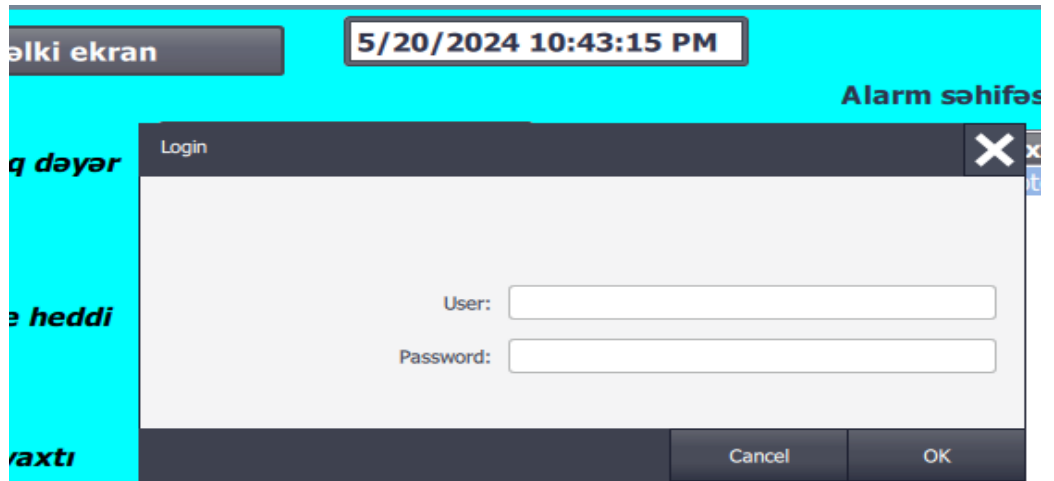 əlki ekran
5/20/2024 10:43:15 PM
Alarm səhifəs
q dəyər
Login
User:
e heddi
Password:
vaxtı
Cancel
OK